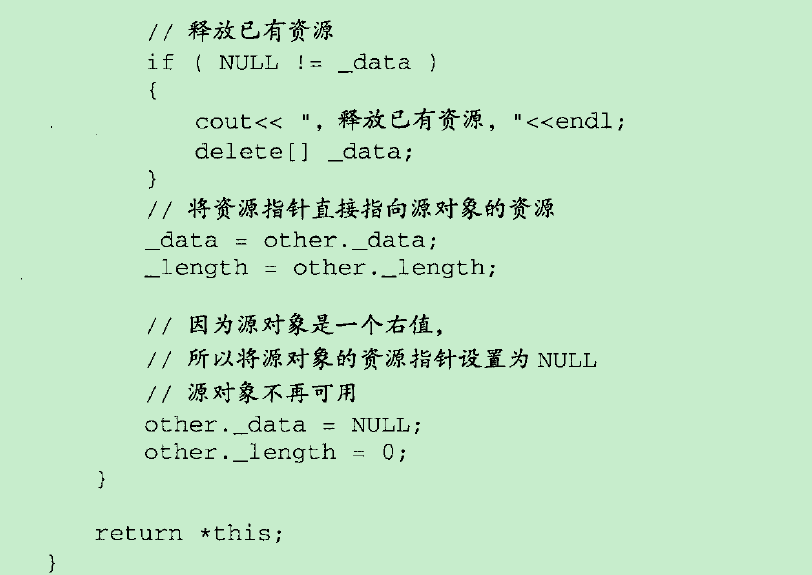 // 释放已有资源
if ( NULL != _data )
{
cout<< ", 释放已有资源, "<<endl;
delete[] _data;
}
// 将资源指针直接指向源对象的资源
_data = other._data;
_length = other._length;
// 因为源对象是一个右值，
// 所以将源对象的资源指针设置为 NULL
// 源对象不再可用
other._data = NULL;
other._length = 0;
}
return *this;
}